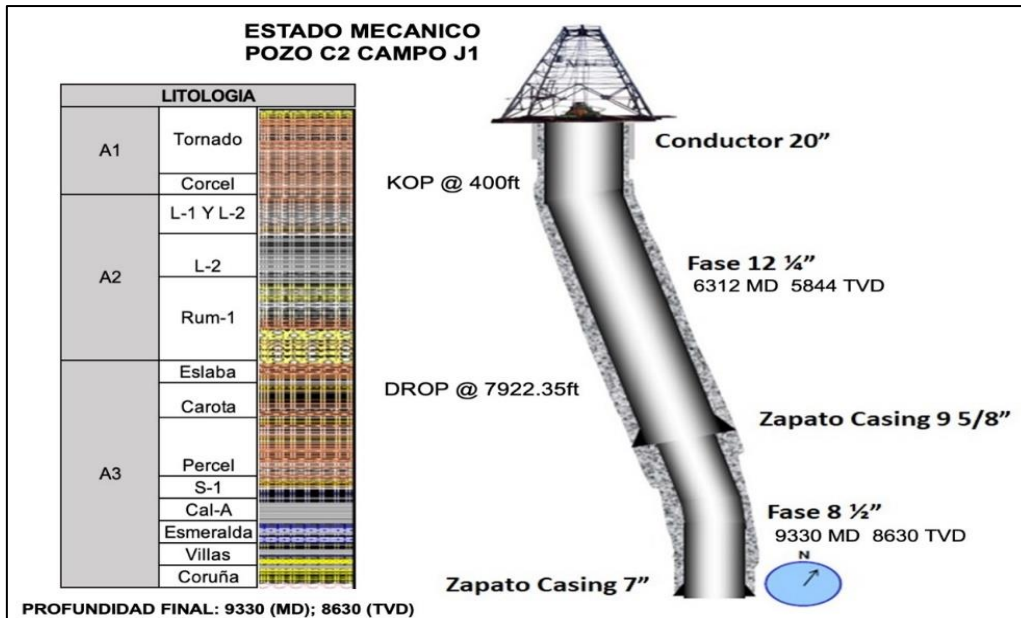 ESTADO MECANICO
POZO C2 CAMPO J1
LITOLOGIA
A1
Tornado
Corcel
A2
L-1 Y L-2
L-2
Rum-1
A3
Eslaba
Carota
Percel
S-1
Cal-A
Esmeralda
Villas
Coruña
Conductor 20”
KOP @ 400ft
Fase 12 ¼”
6312 MD 5844 TVD
DROP @ 7922.35ft
Zapato Casing 9 5/8”
Fase 8 ½”
9330 MD 8630 TVD
N
Zapato Casing 7”
PROFUNDIDAD FINAL: 9330 (MD); 8630 (TVD)